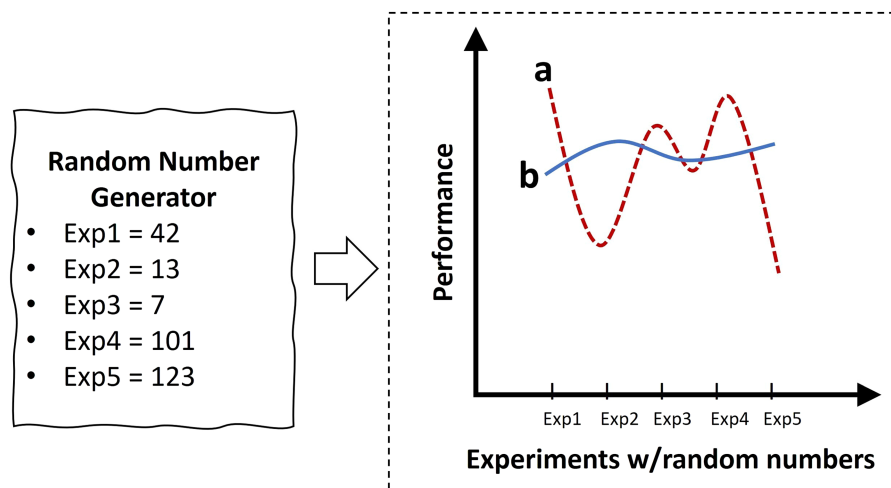 Random Number
Generator
• Exp1 = 42
• Exp2 = 13
• Exp3 = 7
• Exp4 = 101
• Exp5 = 123
a
b
Performance
Exp1 Exp2 Exp3 Exp4 Exp5
Experiments w/random numbers